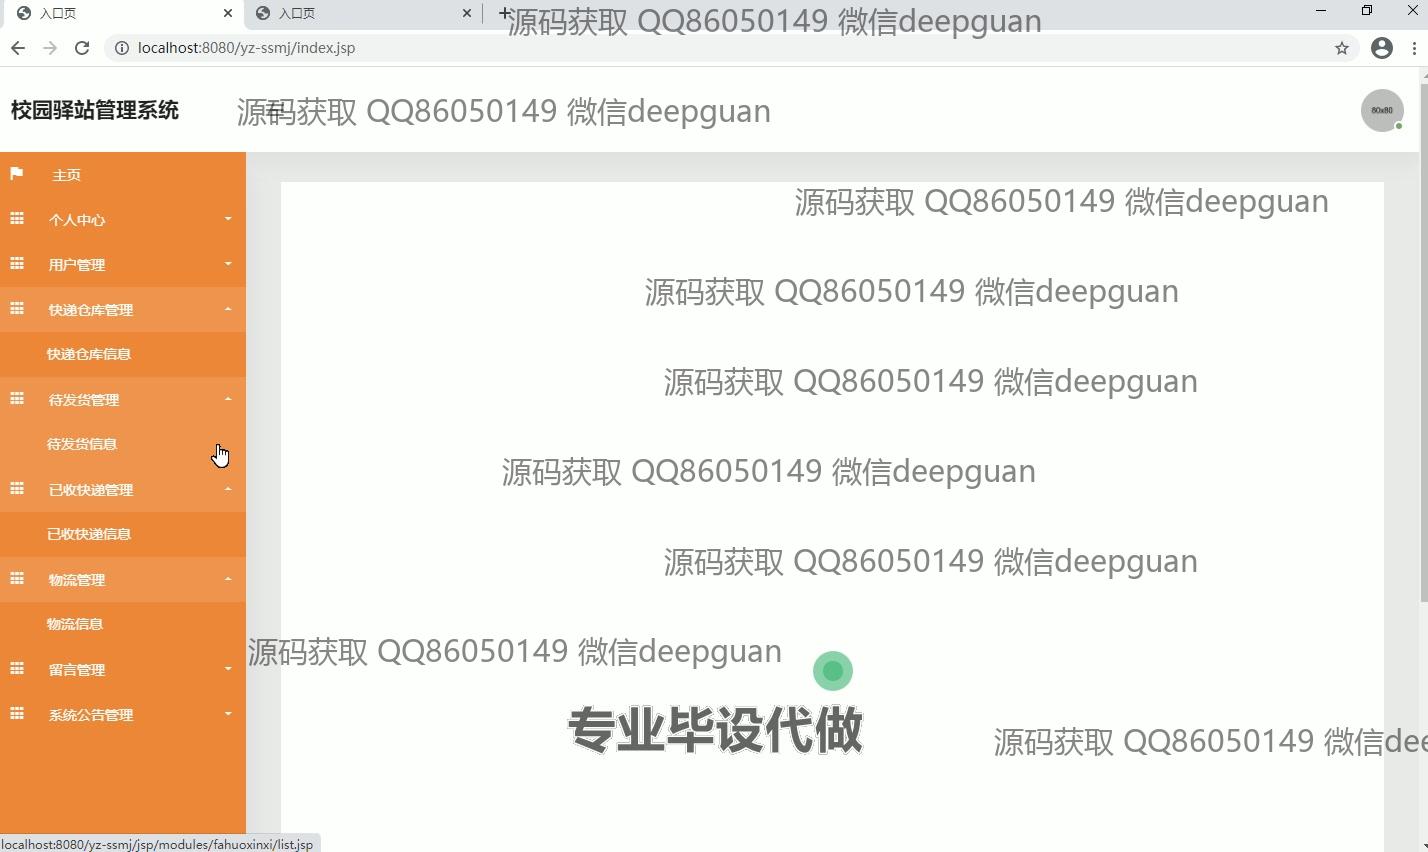 入口页
入口页
源码获取 QQ86050149 微信deepguan
localhost:8080/yz-ssmj/index.jsp
校园驿站管理系统
源码获取 QQ86050149 微信deepguan
80x80
主页
源码获取 QQ86050149 微信deepguan
个人中心
用户管理
源码获取 QQ86050149 微信deepguan
快递仓库管理
快递仓库信息
源码获取 QQ86050149 微信deepguan
待发货管理
待发货信息
源码获取 QQ86050149 微信deepguan
已收快递管理
已收快递信息
源码获取 QQ86050149 微信deepguan
物流管理
物流信息
源码获取 QQ86050149 微信deepguan
留言管理
系统公告管理
专业毕设代做
源码获取 QQ86050149 微信dee
localhost:8080/yz-ssmj/jsp/modules/fahuoxinxi/list.jsp